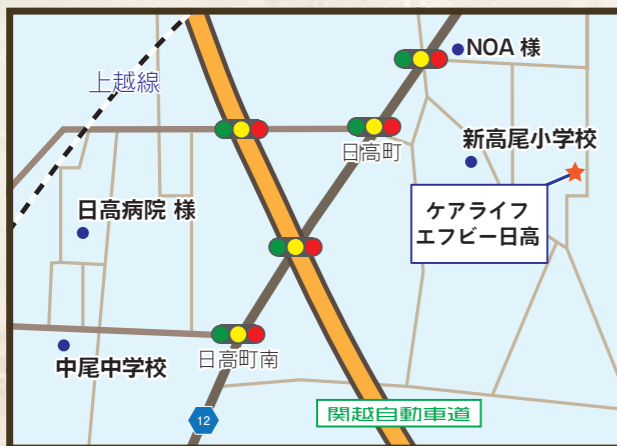 上越線
NOA 様
日高町
新高尾小学校
日高病院 様
ケアライフ
エフビー日高
中尾中学校
日高町南
12
関越自動車道